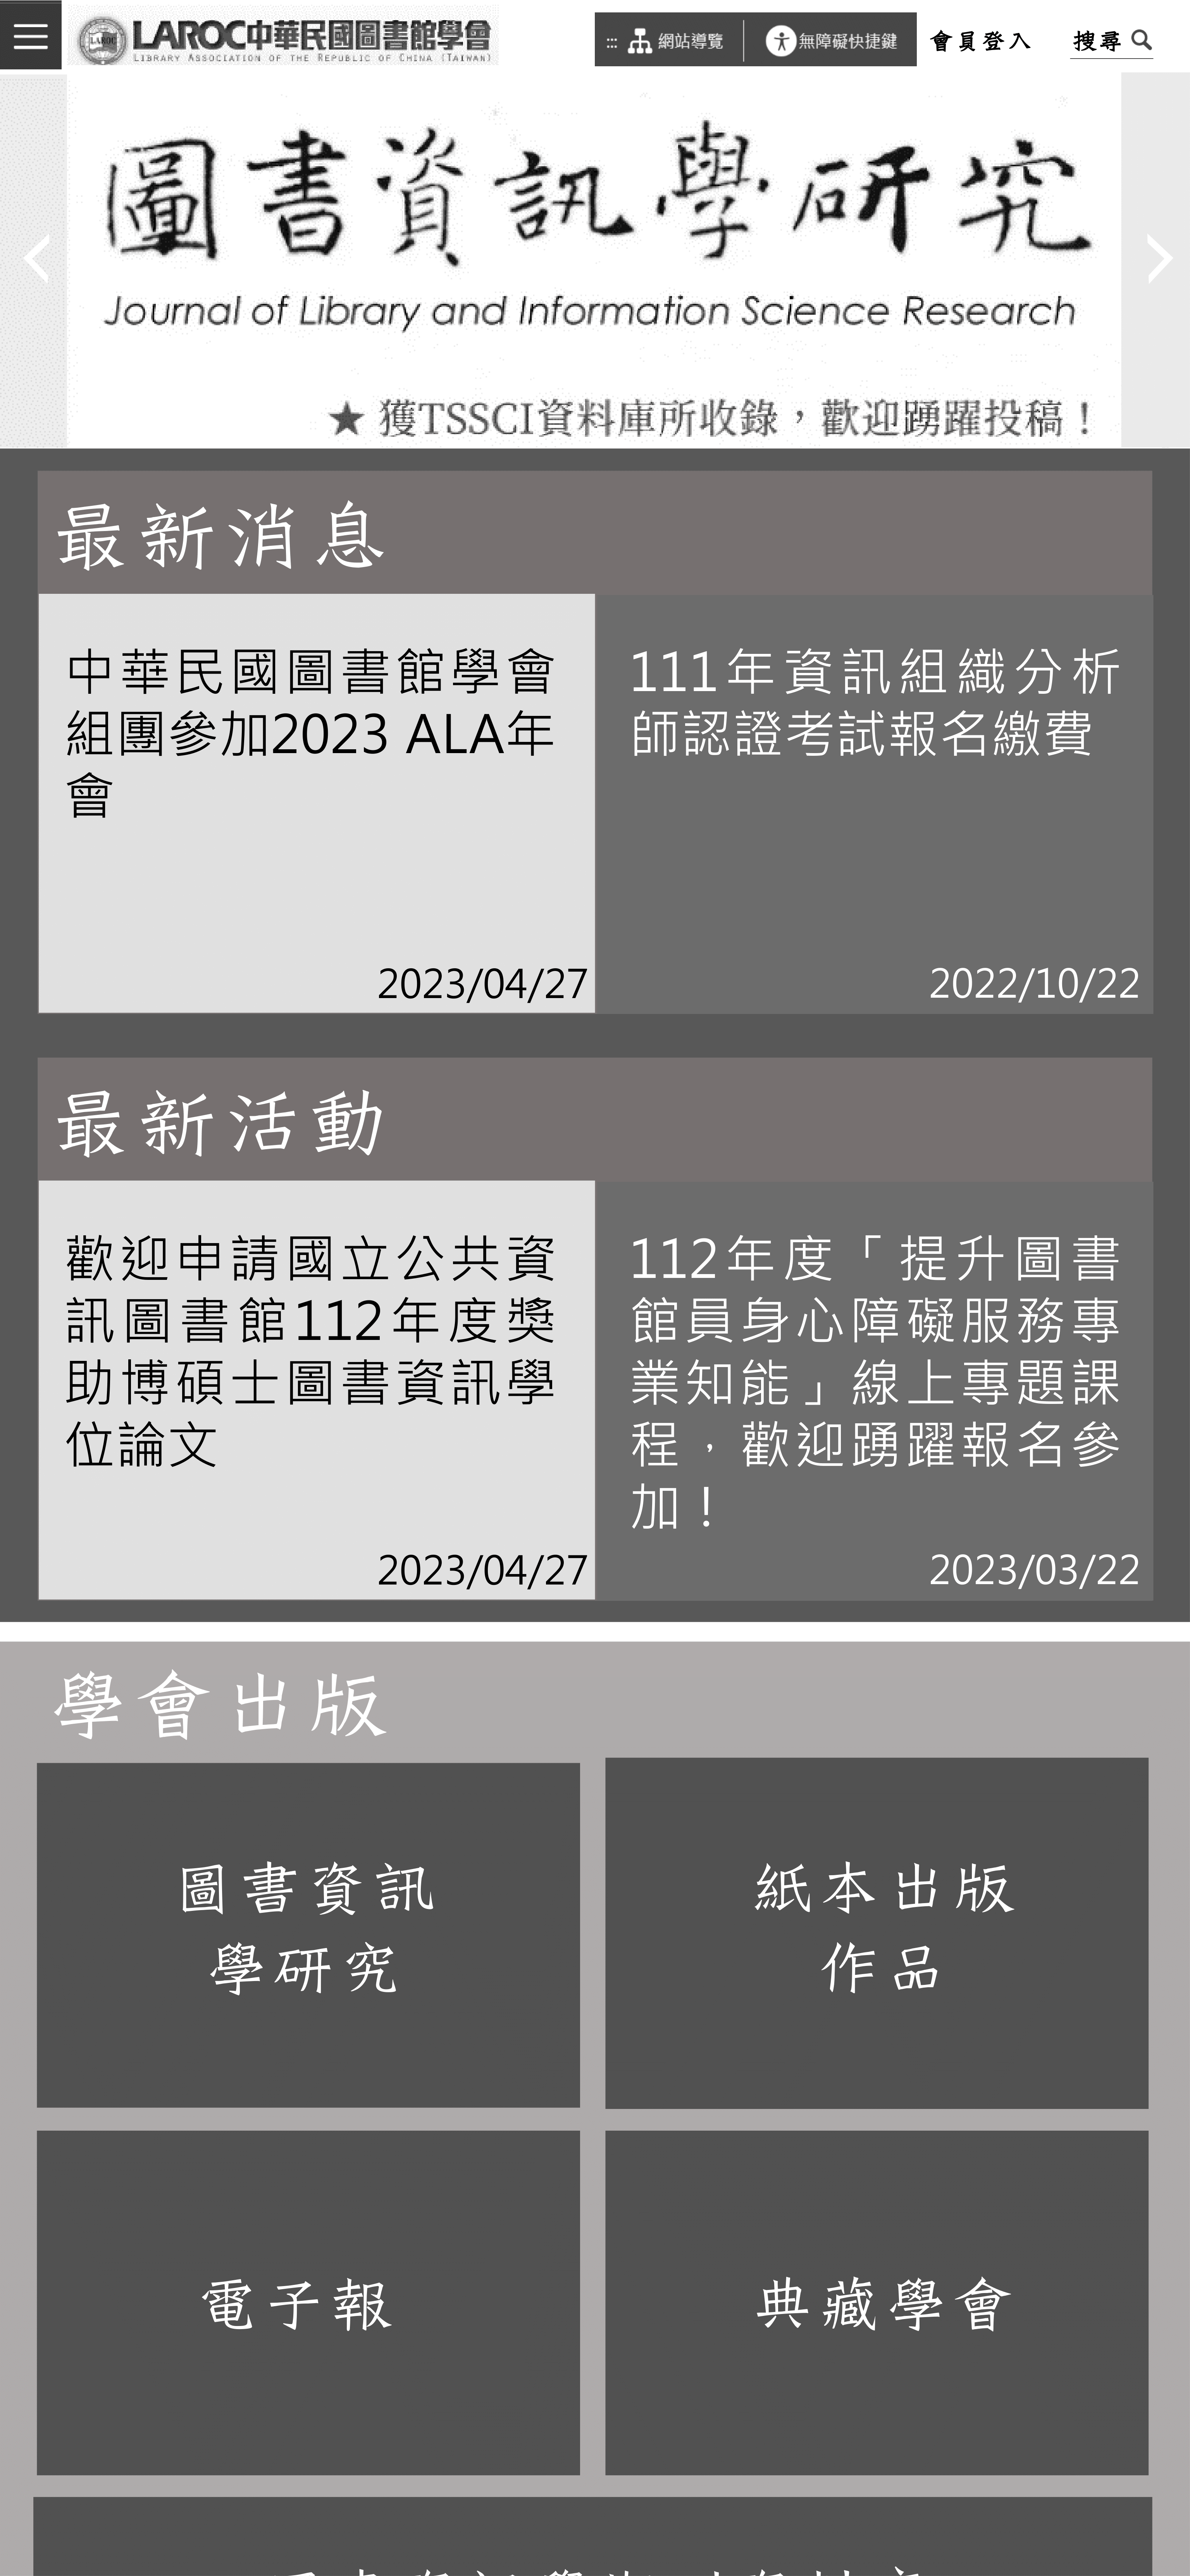 LAROC中華民國圖書館學會
LIBRARY ASSOCIATION OF THE REPUBLIC OF CHINA (TAIWAN)
::: 網站導覽
無障礙快捷鍵
會員登入
搜尋
圖書資訊學研究
Journal of Library and Information Science Research
★ 獲TSSCI資料庫所收錄，歡迎踴躍投稿！
最新消息
中華民國圖書館學會
組團參加2023 ALA年
會
2023/04/27
111年資訊組織分析
師認證考試報名繳費
2022/10/22
最新活動
歡迎申請國立公共資
訊圖書館112年度獎
助博碩士圖書資訊學
位論文
2023/04/27
112年度「提升圖書
館員身心障礙服務專
業知能」線上專題課
程，歡迎踴躍報名參
加！
2023/03/22
學會出版
圖書資訊
學研究
紙本出版
作品
電子報
典藏學會